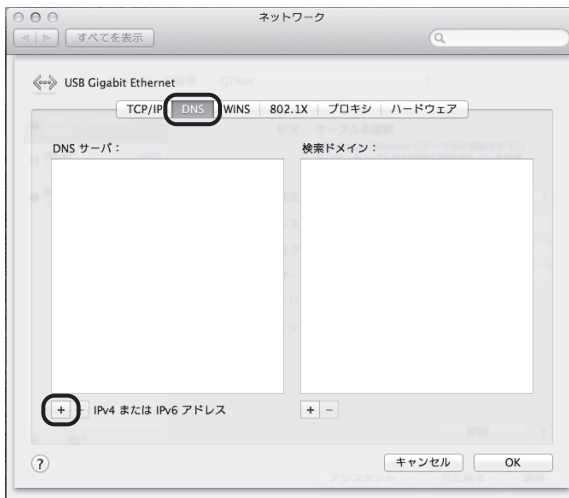 ネットワーク
すべてを表示
USB Gigabit Ethernet
TCP/IP DNS WINS 802.1X プロキシ ハードウェア
DNS サーバ： 検索ドメイン：
+ − IPv4 または IPv6 アドレス + −
? キャンセル OK